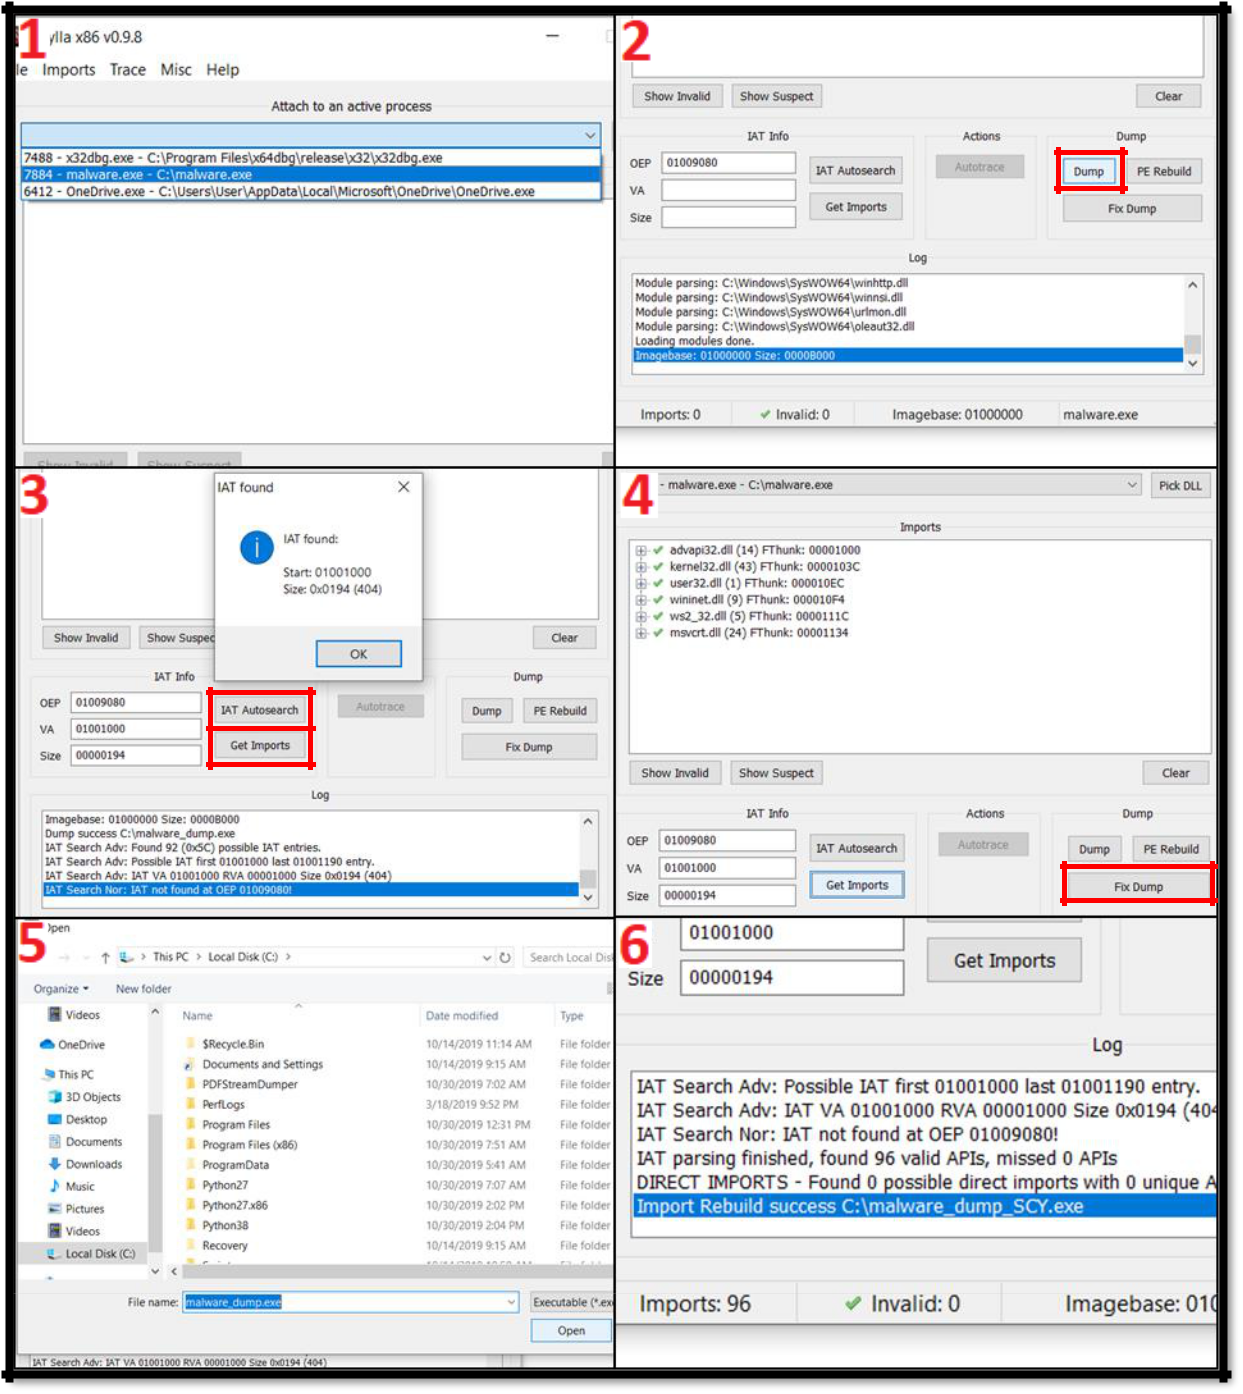 1
ylla x86 v0.9.8
le Imports Trace Misc Help
Attach to an active process
7488 - x32dbg.exe - C:\Program Files\x64dbg\release\x32\x32dbg.exe
7884 - malware.exe - C:\malware.exe
6412 - OneDrive.exe - C:\Users\User\AppData\Local\Microsoft\OneDrive\OneDrive.exe
Show Invalid Show Suspect
2
Show Invalid Show Suspect Clear
IAT Info Actions Dump
OEP 01009080 IAT Autosearch Autotrace Dump PE Rebuild
VA
Get Imports Fix Dump
Size
Log
Module parsing: C:\Windows\SysWOW64\winhttp.dll
Module parsing: C:\Windows\SysWOW64\winnsi.dll
Module parsing: C:\Windows\SysWOW64\urlmon.dll
Module parsing: C:\Windows\SysWOW64\oleaut32.dll
Loading modules done.
Imagebase: 01000000 Size: 0000B000
Imports: 0 Invalid: 0 Imagebase: 01000000 malware.exe
3
IAT found
IAT found:
Start: 01001000
Size: 0x0194 (404)
OK
Show Invalid Show Suspec Clear
IAT Info Dump
OEP 01009080 IAT Autosearch Autotrace Dump PE Rebuild
VA 01001000
Get Imports Fix Dump
Size 00000194
Log
Imagebase: 01000000 Size: 0000B000
Dump success C:\malware_dump.exe
IAT Search Adv: Found 92 (0x5C) possible IAT entries.
IAT Search Adv: Possible IAT first 01001000 last 01001190 entry.
IAT Search Adv: IAT VA 01001000 RVA 00001000 Size 0x0194 (404)
IAT Search Nor: IAT not found at OEP 01009080!
4
- malware.exe - C:\malware.exe Pick DLL
Imports
advapi32.dll (14) FThunk: 00001000
kernel32.dll (43) FThunk: 0000103C
user32.dll (1) FThunk: 000010EC
wininet.dll (9) FThunk: 000010F4
ws2_32.dll (5) FThunk: 0000111C
msvcrt.dll (24) FThunk: 00001134
Show Invalid Show Suspect Clear
IAT Info Actions Dump
OEP 01009080 IAT Autosearch Autotrace Dump PE Rebuild
VA 01001000
Get Imports Fix Dump
Size 00000194
5
Open
This PC > Local Disk (C:) > Search Local Dis
Organize New folder
Name Date modified Type
Videos
OneDrive
This PC
3D Objects
Desktop
Documents
Downloads
Music
Pictures
Videos
Local Disk (C:)
$Recycle.Bin 10/14/2019 11:14 AM File folder
Documents and Settings 10/14/2019 9:15 AM File folder
PDFStreamDumper 10/30/2019 7:02 AM File folder
PerfLogs 3/18/2019 9:52 PM File folder
Program Files 10/30/2019 12:31 PM File folder
Program Files (x86) 10/30/2019 7:51 AM File folder
ProgramData 10/30/2019 5:41 AM File folder
Python27 10/30/2019 7:07 AM File folder
Python27.x86 10/30/2019 2:02 PM File folder
Python38 10/30/2019 2:04 PM File folder
Recovery 10/14/2019 9:15 AM File folder
File name: malware_dump.exe Executable (*.exe
Open
IAT Search Adv: IAT VA 01001000 RVA 00001000 Size 0x0194 (404)
6
01001000
Get Imports
Size 00000194
Log
IAT Search Adv: Possible IAT first 01001000 last 01001190 entry.
IAT Search Adv: IAT VA 01001000 RVA 00001000 Size 0x0194 (404
IAT Search Nor: IAT not found at OEP 01009080!
IAT parsing finished, found 96 valid APIs, missed 0 APIs
DIRECT IMPORTS - Found 0 possible direct imports with 0 unique A
Import Rebuild success C:\malware_dump_SCY.exe
Imports: 96 Invalid: 0 Imagebase: 010